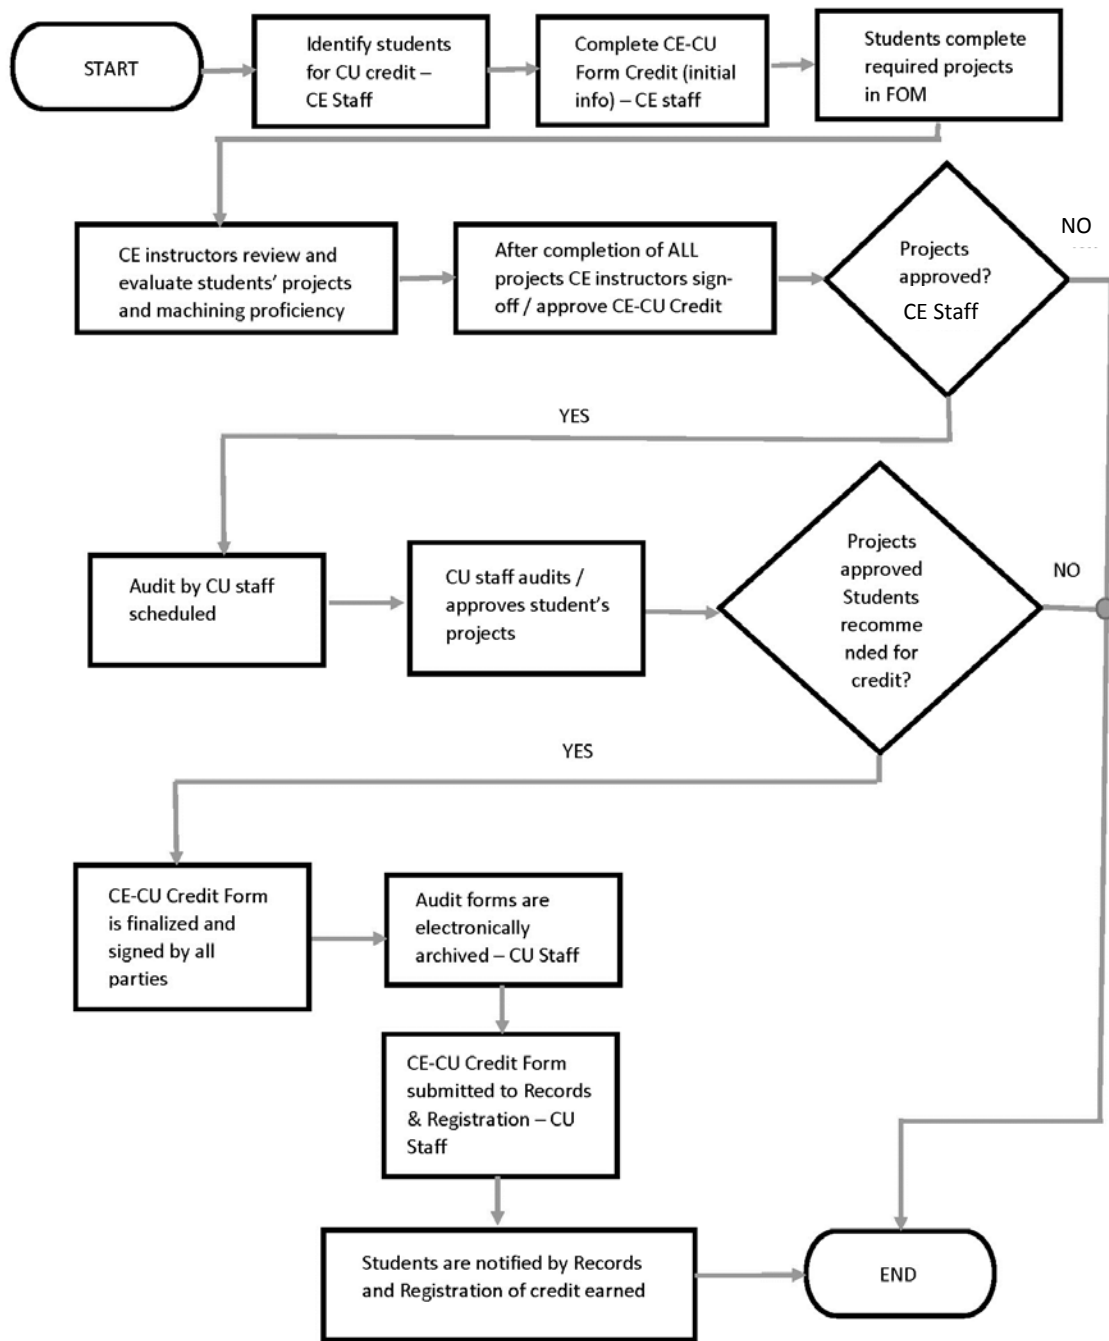 START
Identify students
for CU credit –
CE Staff
Complete CE-CU
Form Credit (initial
info) – CE staff
Students complete
required projects
in FOM
CE instructors review and
evaluate students' projects
and machining proficiency
After completion of ALL
projects CE instructors sign-
off / approve CE-CU Credit
Projects
approved?
CE Staff
NO
YES
Audit by CU staff
scheduled
CU staff audits /
approves student's
projects
Projects
approved
Students
recomme
nded for
credit?
NO
YES
CE-CU Credit Form
is finalized and
signed by all
parties
Audit forms are
electronically
archived – CU Staff
CE-CU Credit Form
submitted to Records
& Registration – CU
Staff
Students are notified by Records
and Registration of credit earned
END